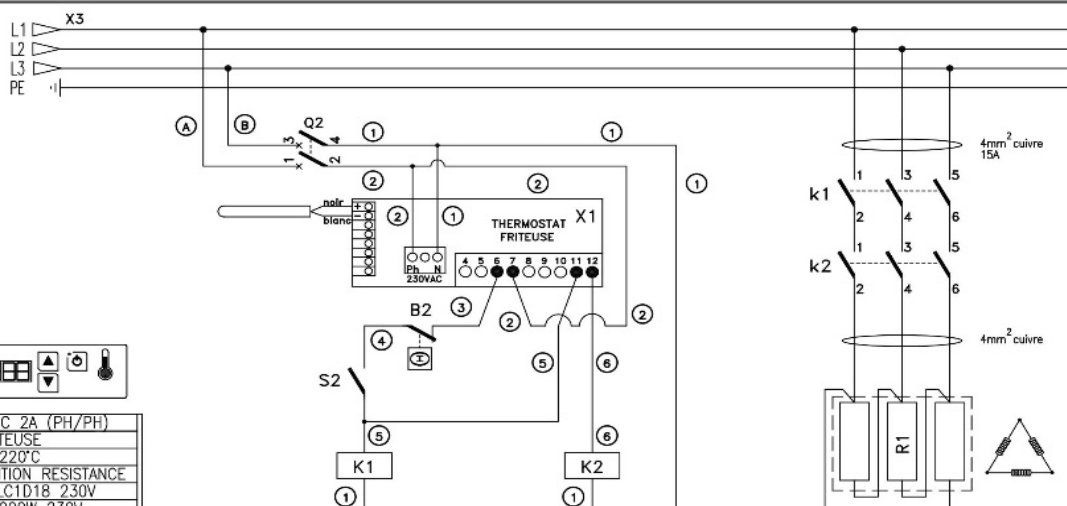 L1 X3
L2
L3
PE
A B Q2 3 4 1 1
1 2
2 2 1
4mm² cuivre
15A
noir
blanc
+
-
2 1
THERMOSTAT X1
FRITEUSE
Ph N
230VAC
4 5 6 7 8 9 10 11 12
k1 1 3 5
2 4 6
k2 1 3 5
2 4 6
3 B2 2 2
4 5 6
4mm² cuivre
S2
5 6
K1 K2
1 1
R1
C 2A (PH/PH)
TEUSE
220°C
TION RESISTANCE
LC1D18 230V